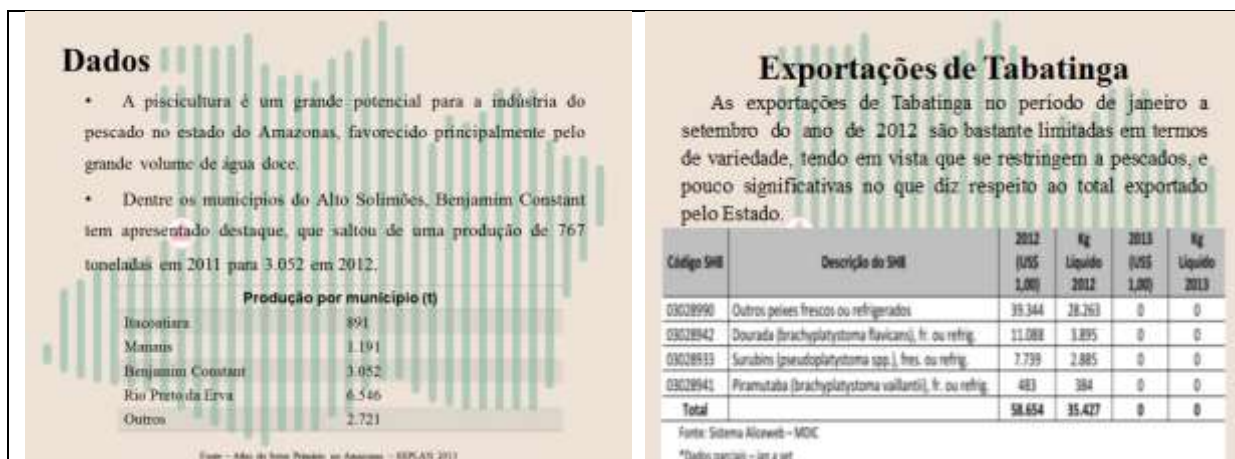 Dados
• A piscicultura é um grande potencial para a indústria do
pescado no estado do Amazonas, favorecido principalmente pelo
grande volume de água doce.
• Dentre os municípios do Alto Solimões, Benjamim Constant
tem apresentado destaque, que saltou de uma produção de 767
toneladas em 2011 para 3.052 em 2012.
Produção por município (t)
Itacoatiara 891
Manaus 1.191
Benjamim Constant 3.052
Rio Preto da Erva 6.546
Outros 2.721
Exportações de Tabatinga
As exportações de Tabatinga no período de janeiro a
setembro do ano de 2012 são bastante limitadas em termos
de variedade, tendo em vista que se restringem a pescados, e
pouco significativas no que diz respeito ao total exportado
pelo Estado.
Código SH8 Descrição do SH8 2012 (US$ 1,00) Kg Líquido 2012 2013 (US$ 1,00) Kg Líquido 2013
03028990 Outros peixes frescos ou refrigerados 39.344 28.263 0 0
03028942 Dourada (brachyplatystoma flavicans), fr. ou refrig. 11.088 3.895 0 0
03028933 Surubins (pseudoplatystoma spp.), fres. ou refrig. 7.739 2.885 0 0
03028941 Piramutaba (brachyplatystoma vaillantii), fr. ou refrig. 483 384 0 0
Total 58.654 35.427 0 0
Fonte: Sistema Aliceweb – MDIC
*Dados parciais – jan a set